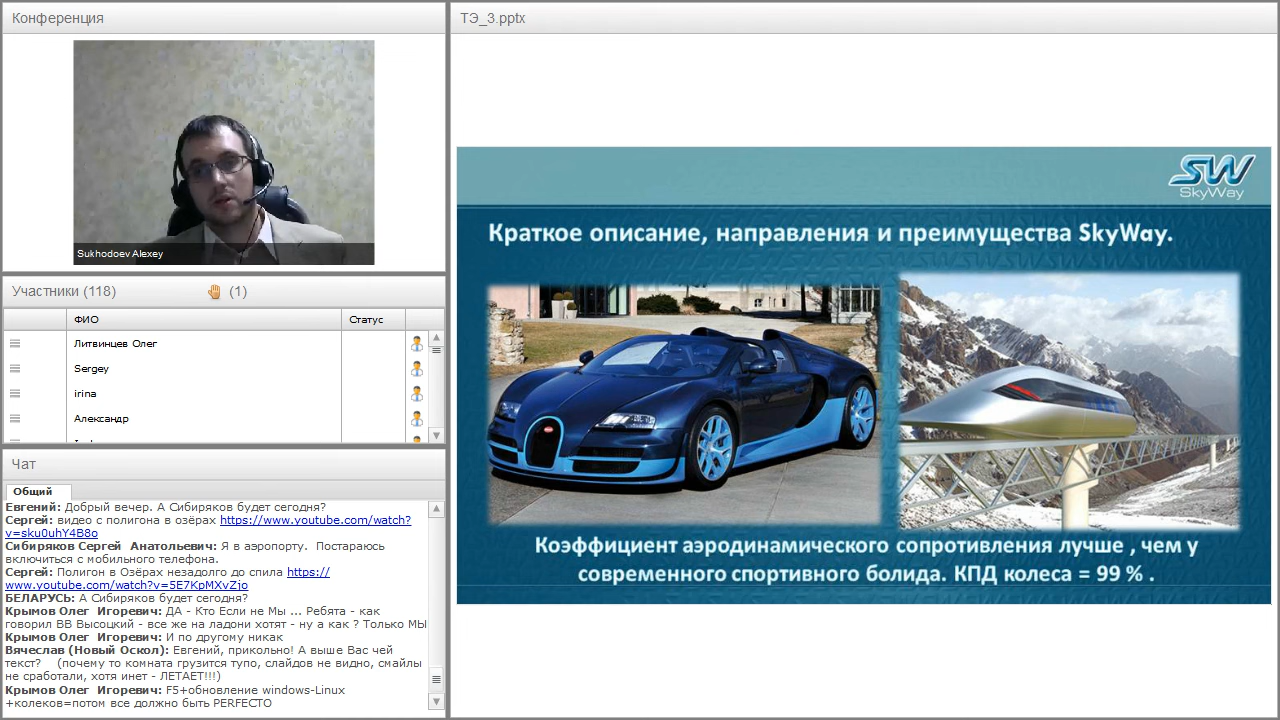 Конференция
Sukhodoev Alexey
Участники (118)
(1)
ФИО
Статус
Литвинцев Олег
Sergey
irina
Александр
Чат
Общий
Евгений: Добрый вечер. А Сибиряков будет сегодня?
Сергей: видео с полигона в озёрах https://www.youtube.com/watch?
v=sku0uhY4B8o
Сибиряков Сергей Анатольевич: Я в аэропорту. Постараюсь
включиться с мобильного телефона.
Сергей: Полигон в Озёрах незадолго до спила https://
www.youtube.com/watch?v=5E7KpMXvZjo
БЕЛАРУСЬ: А Сибиряков будет сегодня?
Крымов Олег Игоревич: ДА - Кто Если не Мы ... Ребята - как
говорил ВВ Высоцкий - все же на ладони хотят - ну а как ? Только МЫ
Крымов Олег Игоревич: И по другому никак
Вячеслав (Новый Оскол): Евгений, прикольно! А выше Вас чей
текст? (почему то комната грузится тупо, слайдов не видно, смайлы
не сработали, хотя инет - ЛЕТАЕТ!!!)
Крымов Олег Игоревич: F5+обновление windows-Linux
+колеков=потом все должно быть PERFECTO
ТЭ_3.pptx
SW
SkyWay
Краткое описание, направления и преимущества SkyWay.
Коэффициент аэродинамического сопротивления лучше , чем у
современного спортивного болида. КПД колеса = 99 % .